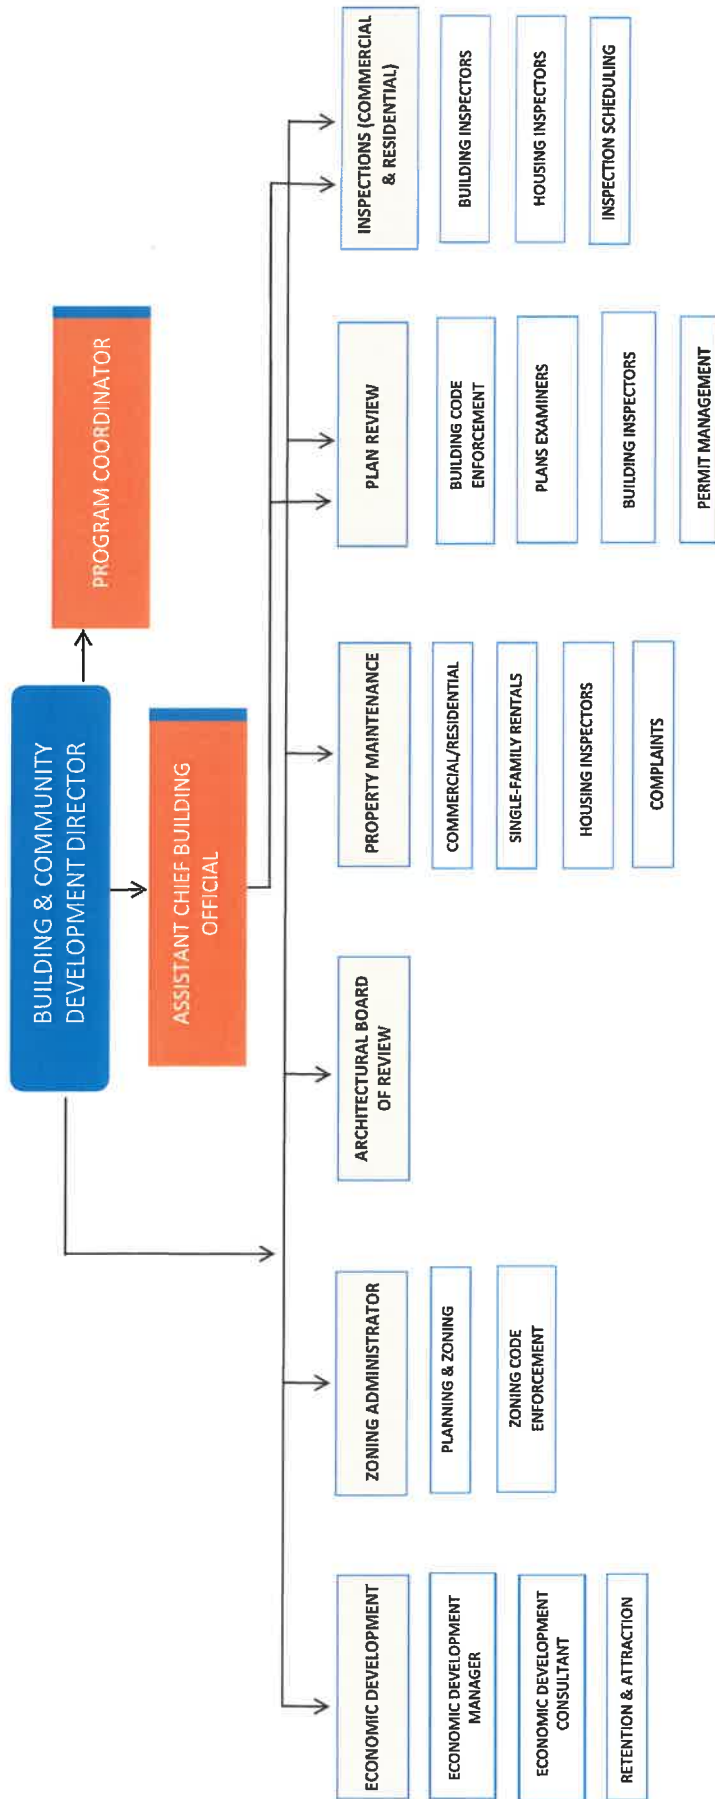 BUILDING & COMMUNITY
DEVELOPMENT DIRECTOR
PROGRAM COORDINATOR
ASSISTANT CHIEF BUILDING
OFFICIAL
ECONOMIC DEVELOPMENT
ECONOMIC DEVELOPMENT
MANAGER
ECONOMIC DEVELOPMENT
CONSULTANT
RETENTION & ATTRACTION
ZONING ADMINISTRATOR
PLANNING & ZONING
ZONING CODE
ENFORCEMENT
ARCHITECTURAL BOARD
OF REVIEW
PROPERTY MAINTENANCE
COMMERCIAL/RESIDENTIAL
SINGLE-FAMILY RENTALS
HOUSING INSPECTORS
COMPLAINTS
PLAN REVIEW
BUILDING CODE
ENFORCEMENT
PLANS EXAMINERS
BUILDING INSPECTORS
PERMIT MANAGEMENT
INSPECTIONS (COMMERCIAL
& RESIDENTIAL)
BUILDING INSPECTORS
HOUSING INSPECTORS
INSPECTION SCHEDULING